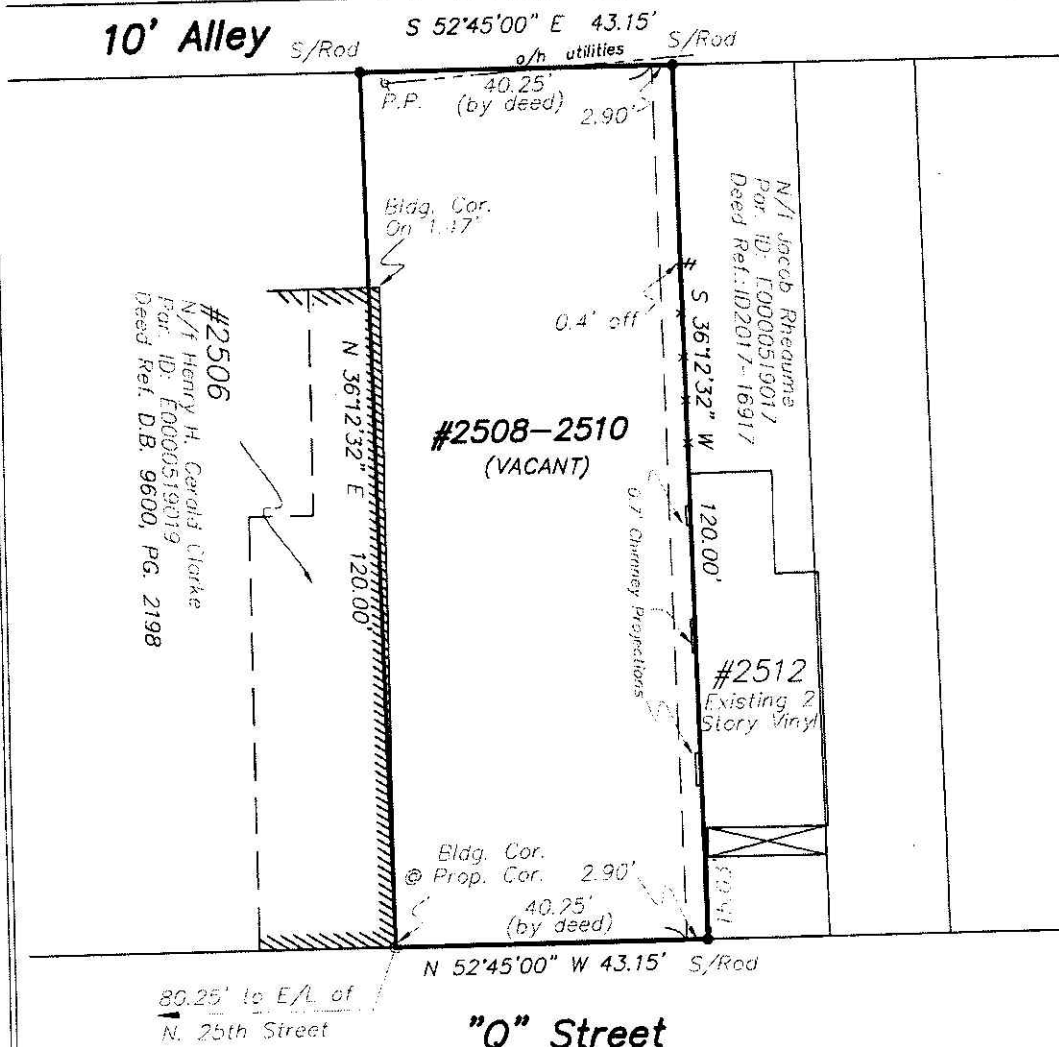 10' Alley
S/Rod
S 52°45'00" E 43.15'
S/Rod
o/h utilities
P.P.
40.25'
(by deed)
2.90'
Bldg. Cor.
On 1.47'
N/f Jacob Rheaume
Par. ID: E0000519017
Deed Ref.: ID2017-16917
0.4' off
S 36°12'32" W 120.00'
#2506
N/f Henry H. Gerald Clarke
Par. ID: E0000519019
Deed Ref. D.B. 9600, PG. 2198
N 36°12'32" E 120.00'
#2508-2510
(VACANT)
0.7' Chimney Projections
#2512
Existing 2
Story Vinyl
Bldg. Cor.
@ Prop. Cor.
2.90'
40.25'
(by deed)
N 52°45'00" W 43.15'
S/Rod
80.25' to E/L of
N. 25th Street
"Q" Street